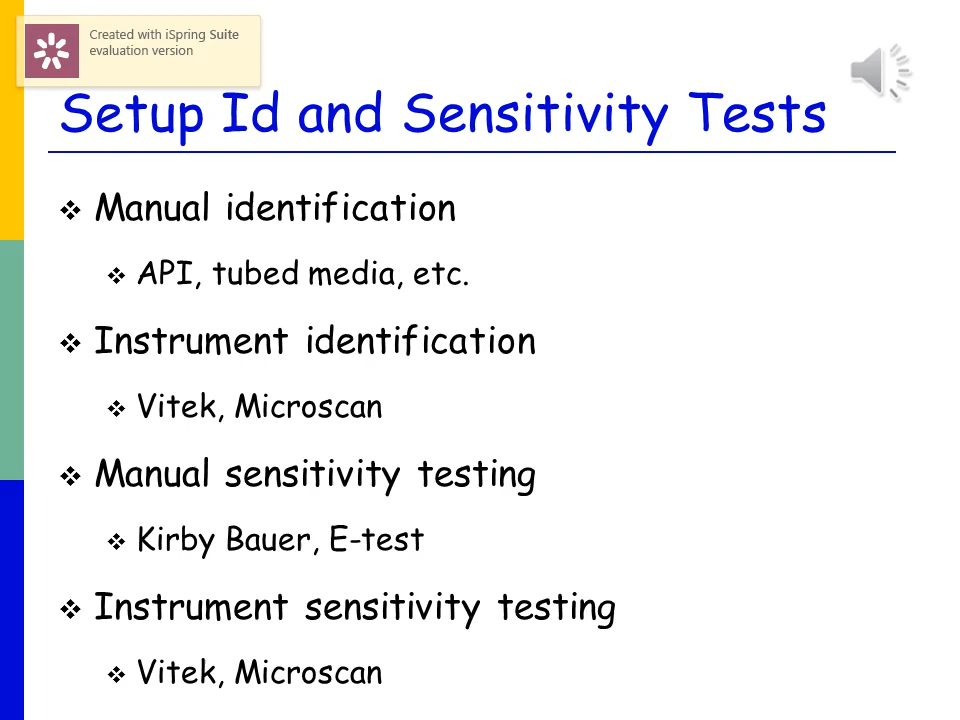 Created with iSpring Suite
evaluation version
Setup Id and Sensitivity Tests
Manual identification
API, tubed media, etc.
Instrument identification
Vitek, Microscan
Manual sensitivity testing
Kirby Bauer, E-test
Instrument sensitivity testing
Vitek, Microscan